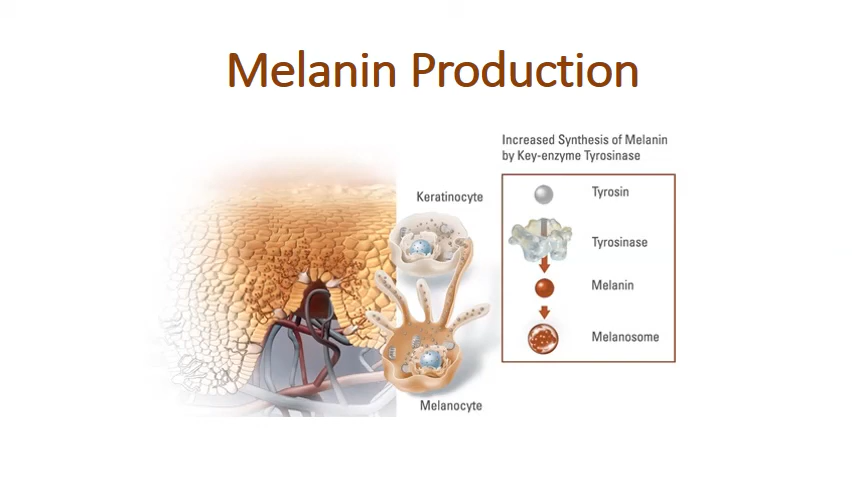 Melanin Production
Increased Synthesis of Melanin
by Key-enzyme Tyrosinase
Keratinocyte
Tyrosin
Tyrosinase
Melanin
Melanosome
Melanocyte